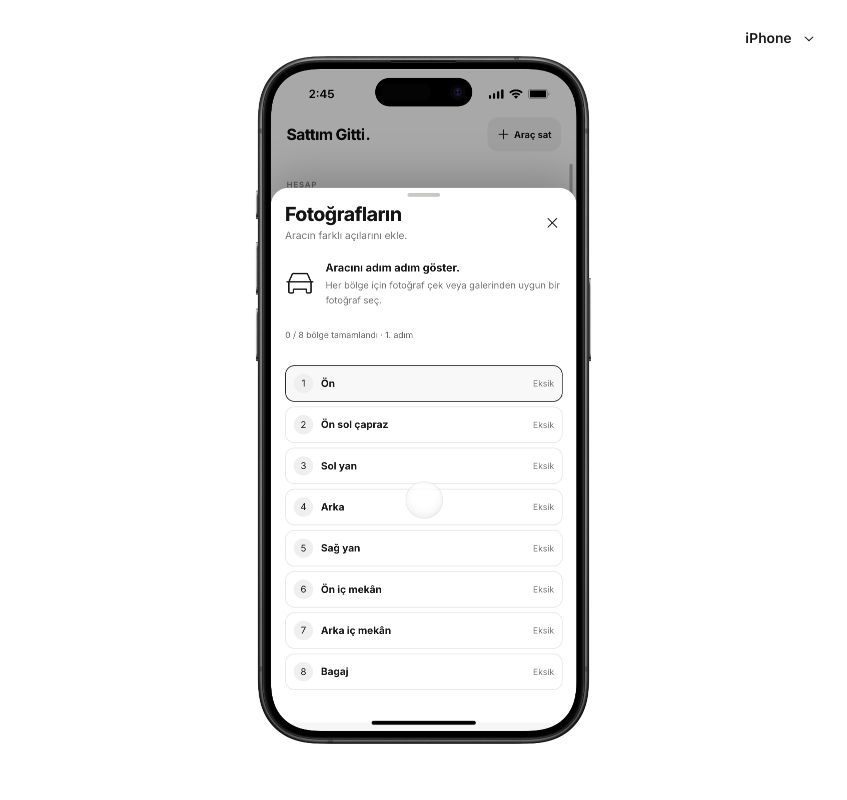 iPhone
2:45
Sattım Gitti.
Araç sat
HESAP
Fotoğrafların
Aracın farklı açılarını ekle.
Aracını adım adım göster.
Her bölge için fotoğraf çek veya galerinden uygun bir
fotoğraf seç.
0 / 8 bölge tamamlandı · 1. adım
1 Ön Eksik
2 Ön sol çapraz Eksik
3 Sol yan Eksik
4 Arka Eksik
5 Sağ yan Eksik
6 Ön iç mekân Eksik
7 Arka iç mekân Eksik
8 Bagaj Eksik